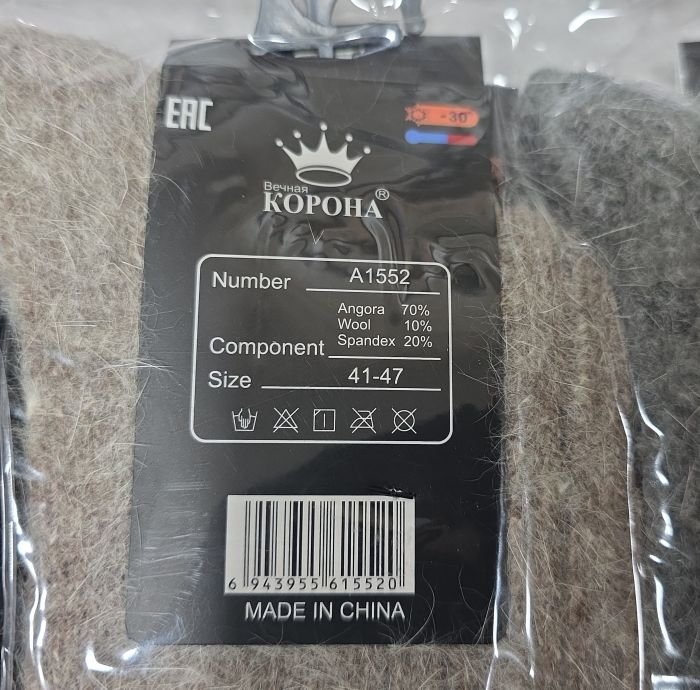 EAC
-30
Вечная
КОРОНА®
Number A1552
Component Angora 70%
Wool 10%
Spandex 20%
Size 41-47
6 943955 615520
MADE IN CHINA